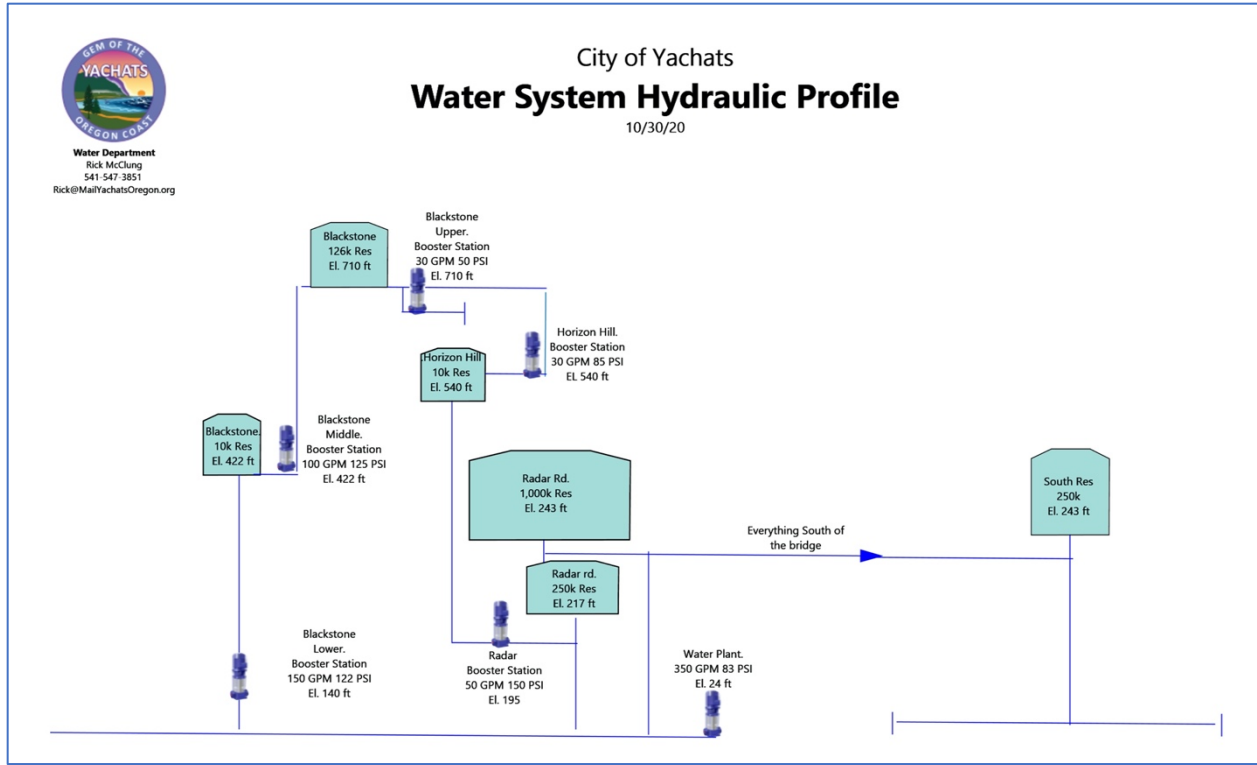 GEM OF THE
YACHATS
OREGON COAST
Water Department
Rick McClung
541-547-3851
Rick@MailYachatsOregon.org
City of Yachats
Water System Hydraulic Profile
10/30/20
Blackstone
126k Res
El. 710 ft
Blackstone
Upper.
Booster Station
30 GPM 50 PSI
El. 710 ft
Horizon Hill.
Booster Station
30 GPM 85 PSI
EL 540 ft
Horizon Hill
10k Res
El. 540 ft
Blackstone.
10k Res
El. 422 ft
Blackstone
Middle.
Booster Station
100 GPM 125 PSI
El. 422 ft
Radar Rd.
1,000k Res
El. 243 ft
South Res
250k
El. 243 ft
Everything South of
the bridge
Radar rd.
250k Res
El. 217 ft
Blackstone
Lower.
Booster Station
150 GPM 122 PSI
El. 140 ft
Radar
Booster Station
50 GPM 150 PSI
El. 195
Water Plant.
350 GPM 83 PSI
El. 24 ft